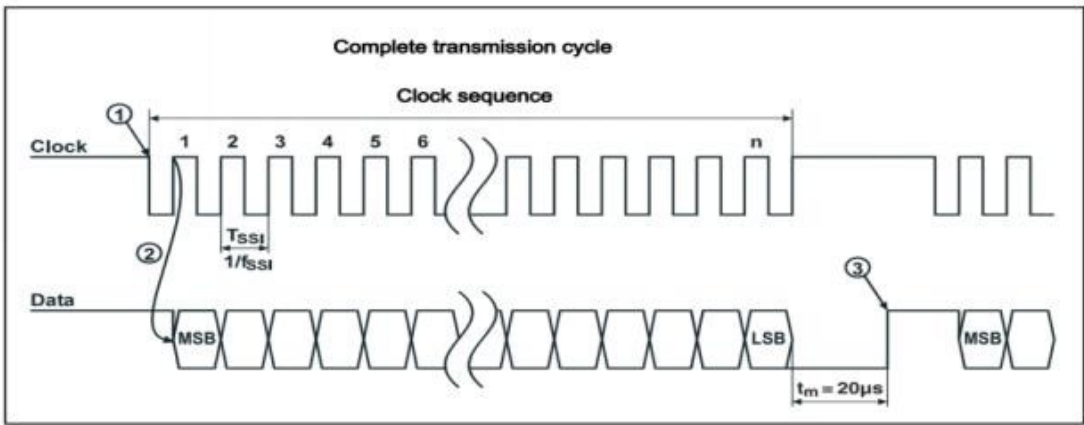 Complete transmission cycle
Clock sequence
1
Clock
1 2 3 4 5 6 n
TSSI
1/fSSI
2
3
Data
MSB LSB MSB
tm = 20µs